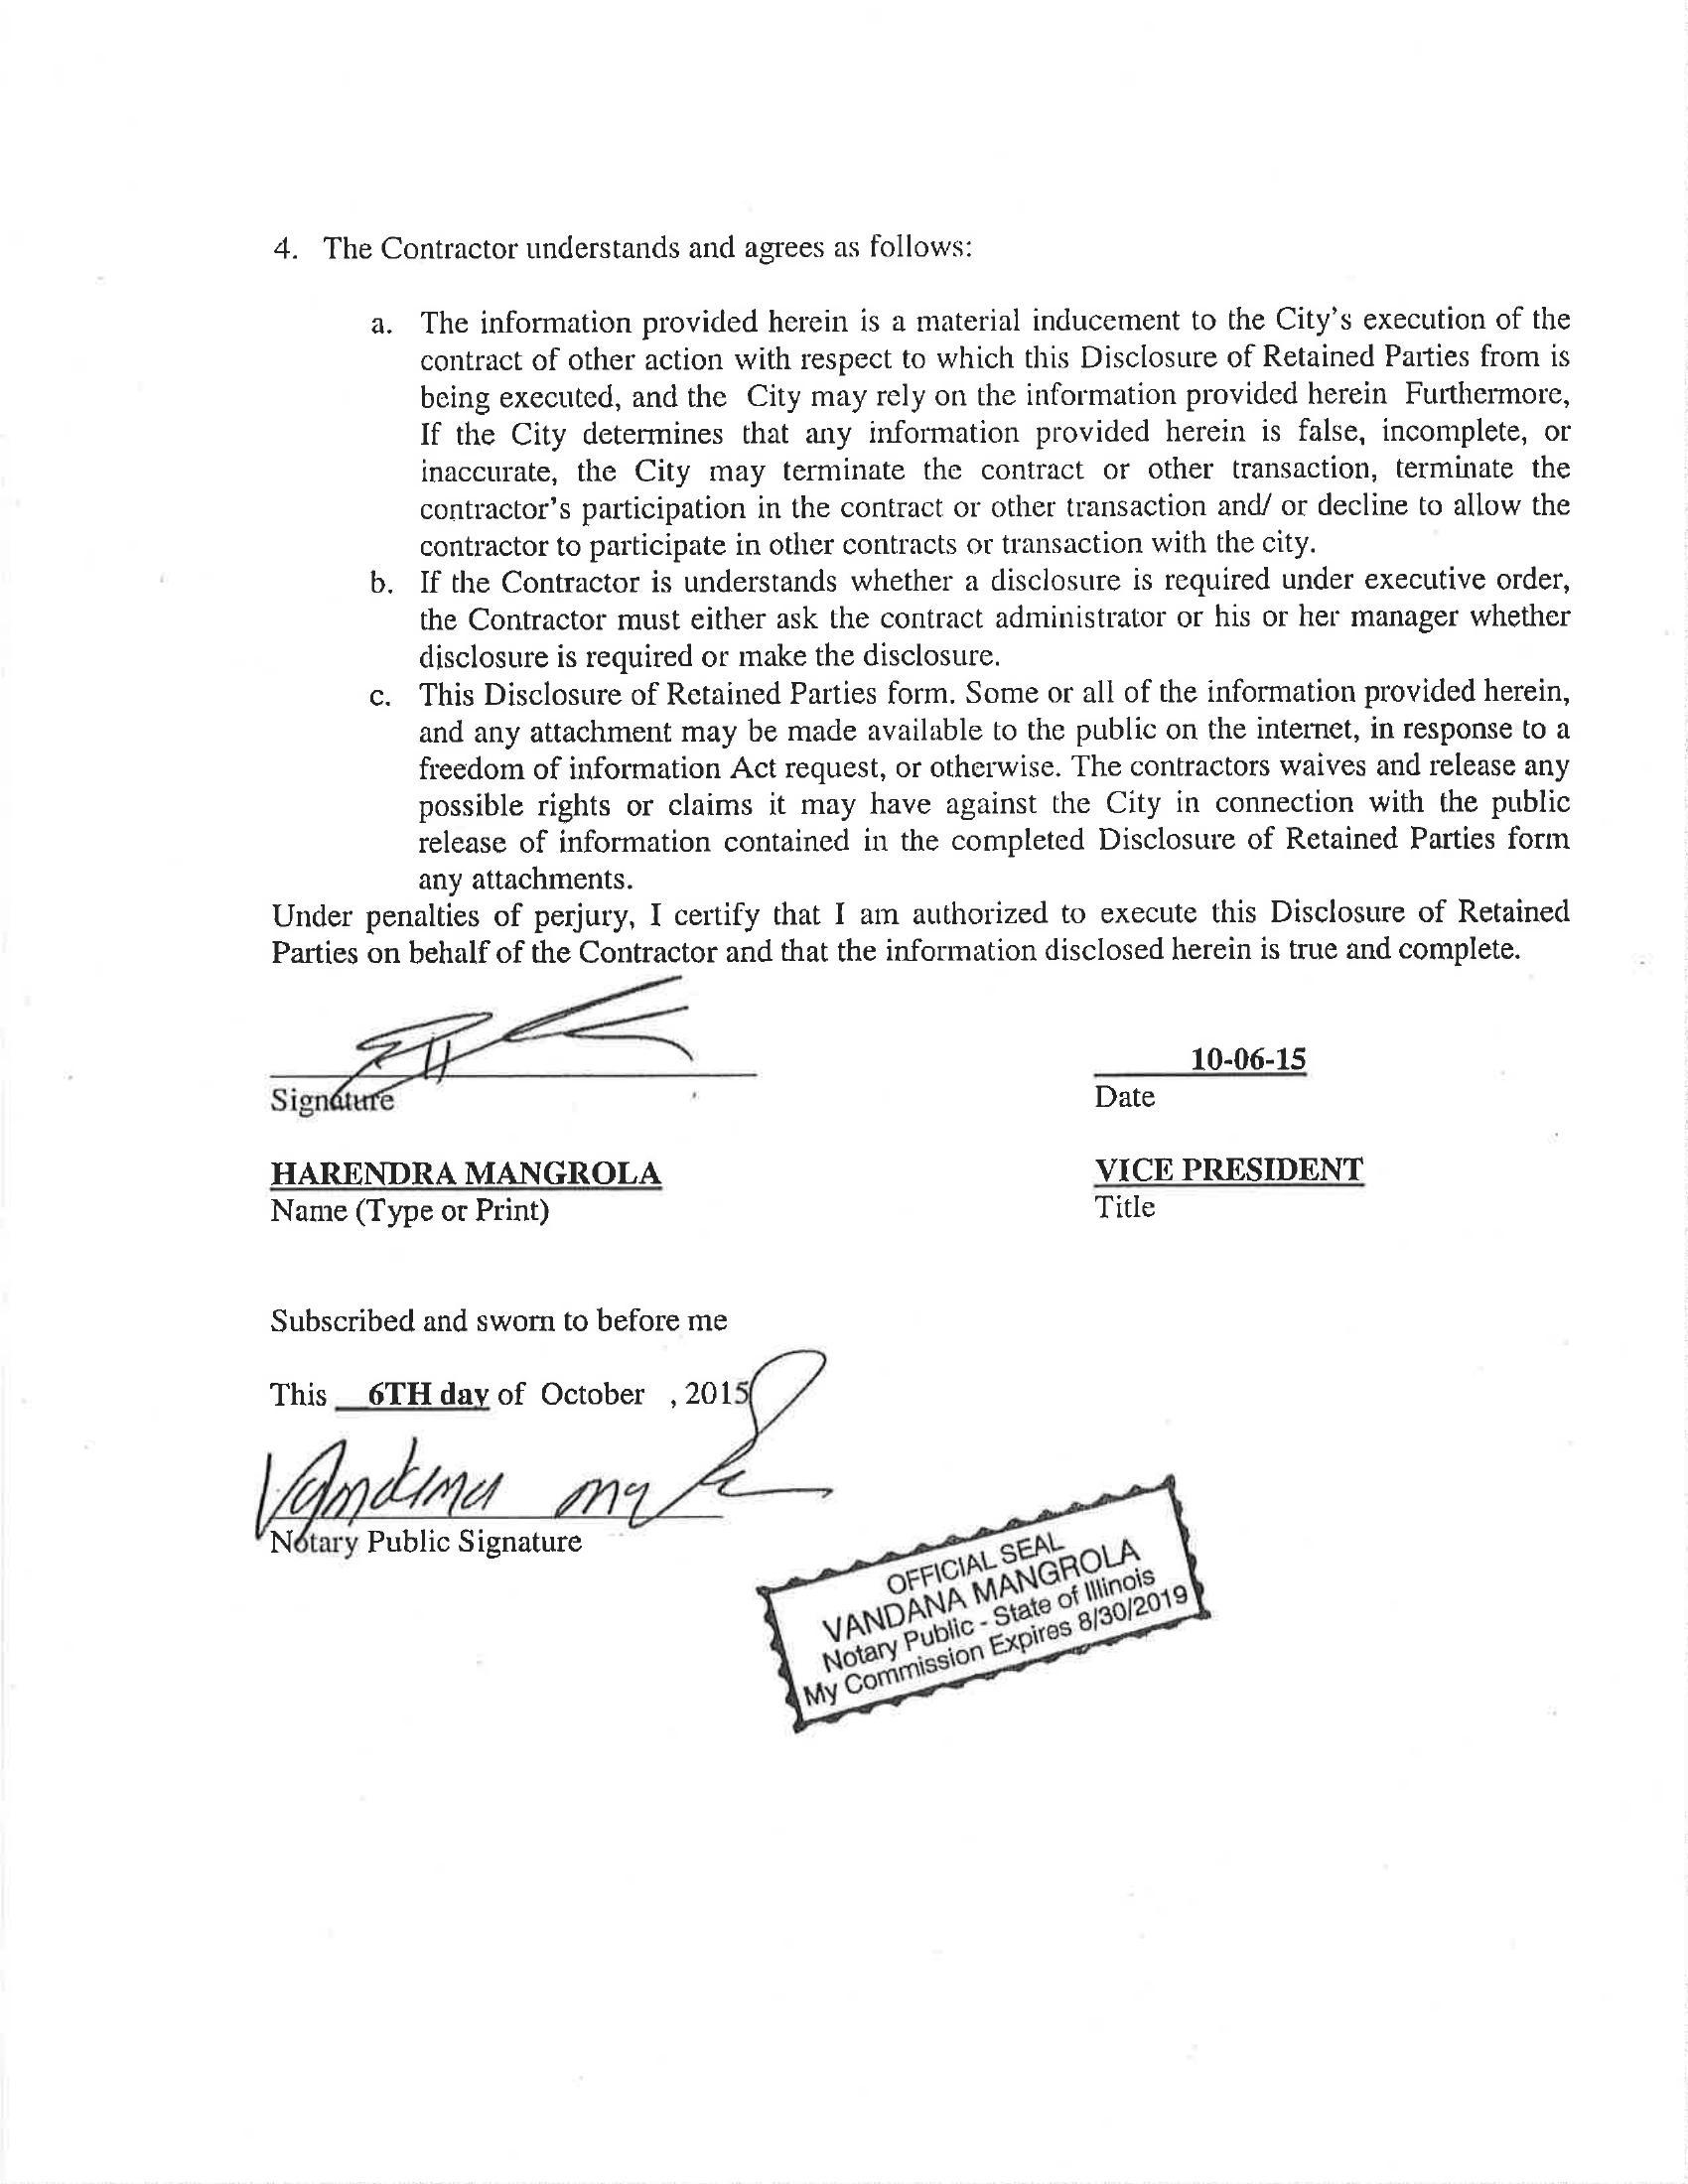 4. The Contractor understands and agrees as follows:
a. The information provided herein is a material inducement to the City's execution of the
contract of other action with respect to which this Disclosure of Retained Parties from is
being executed, and the City may rely on the information provided herein Furthermore,
If the City determines that any information provided herein is false, incomplete, or
inaccurate, the City may terminate the contract or other transaction, terminate the
contractor's participation in the contract or other transaction and/ or decline to allow the
contractor to participate in other contracts or transaction with the city.
b. If the Contractor is understands whether a disclosure is required under executive order,
the Contractor must either ask the contract administrator or his or her manager whether
disclosure is required or make the disclosure.
c. This Disclosure of Retained Parties form. Some or all of the information provided herein,
and any attachment may be made available to the public on the internet, in response to a
freedom of information Act request, or otherwise. The contractors waives and release any
possible rights or claims it may have against the City in connection with the public
release of information contained in the completed Disclosure of Retained Parties form
any attachments.
Under penalties of perjury, I certify that I am authorized to execute this Disclosure of Retained
Parties on behalf of the Contractor and that the information disclosed herein is true and complete.
10-06-15
Signature Date
HARENDRA MANGROLA VICE PRESIDENT
Name (Type or Print) Title
Subscribed and sworn to before me
This 6TH day of October , 2015
Vandana
Notary Public Signature
OFFICIAL SEAL
VANDANA MANGROLA
Notary Public - State of Illinois
My Commission Expires 8/30/2019